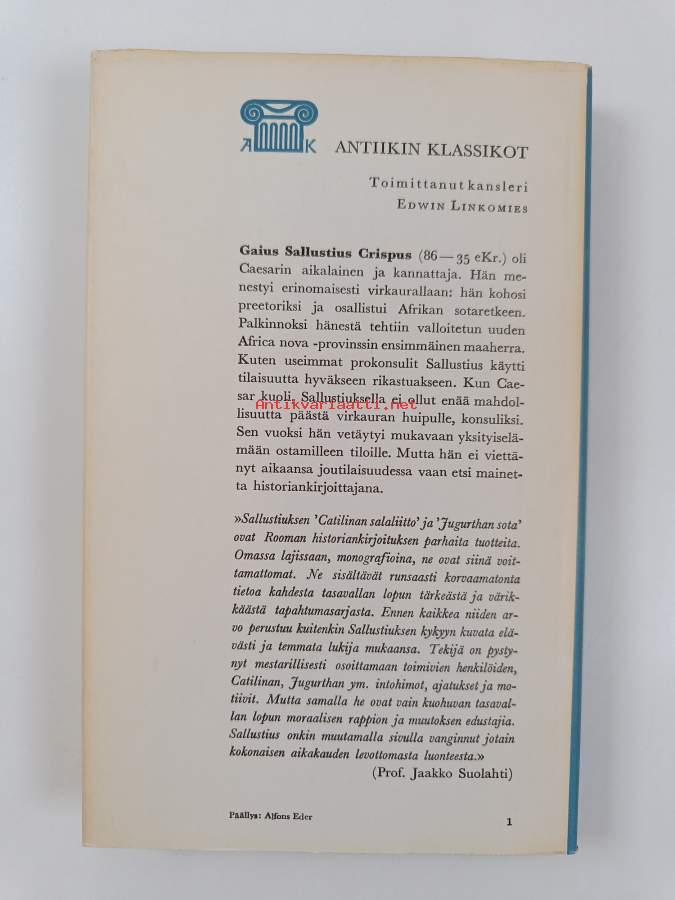 A K
ANTIIKIN KLASSIKOT
Toimittanut kansleri
EDWIN LINKOMIES
Gaius Sallustius Crispus (86—35 eKr.) oli
Caesarin aikalainen ja kannattaja. Hän me-
nestyi erinomaisesti virkaurallaan: hän kohosi
preetoriksi ja osallistui Afrikan sotaretkeen.
Palkinnoksi hänestä tehtiin valloitetun uuden
Africa nova -provinssin ensimmäinen maaherra.
Kuten useimmat prokonsulit Sallustius käytti
tilaisuutta hyväkseen rikastuakseen. Kun Cae-
sar kuoli, Sallustiuksella ei ollut enää mahdol-
Antikvariaatti.net
lisuutta päästä virkauran huipulle, konsuliksi.
Sen vuoksi hän vetäytyi mukavaan yksityiselä-
mään ostamilleen tiloille. Mutta hän ei viettä-
nyt aikaansa joutilaisuudessa vaan etsi mainet-
ta historiankirjoittajana.
»Sallustiuksen 'Catilinan salaliitto' ja 'Jugurthan sota'
ovat Rooman historiankirjoituksen parhaita tuotteita.
Omassa lajissaan, monografioina, ne ovat siinä voit-
tamattomat. Ne sisältävät runsaasti korvaamatonta
tietoa kahdesta tasavallan lopun tärkeästä ja värik-
käästä tapahtumasarjasta. Ennen kaikkea niiden ar-
vo perustuu kuitenkin Sallustiuksen kykyyn kuvata elä-
västi ja temmata lukija mukaansa. Tekijä on pysty-
nyt mestarillisesti osoittamaan toimivien henkilöiden,
Catilinan, Jugurthan ym. intohimot, ajatukset ja mo-
tiivit. Mutta samalla he ovat vain kuohuvan tasaval-
lan lopun moraalisen rappion ja muutoksen edustajia.
Sallustius onkin muutamalla sivulla vanginnut jotain
kokonaisen aikakauden levottomasta luonteesta.»
(Prof. Jaakko Suolahti)
Päällys: Alfons Eder
1